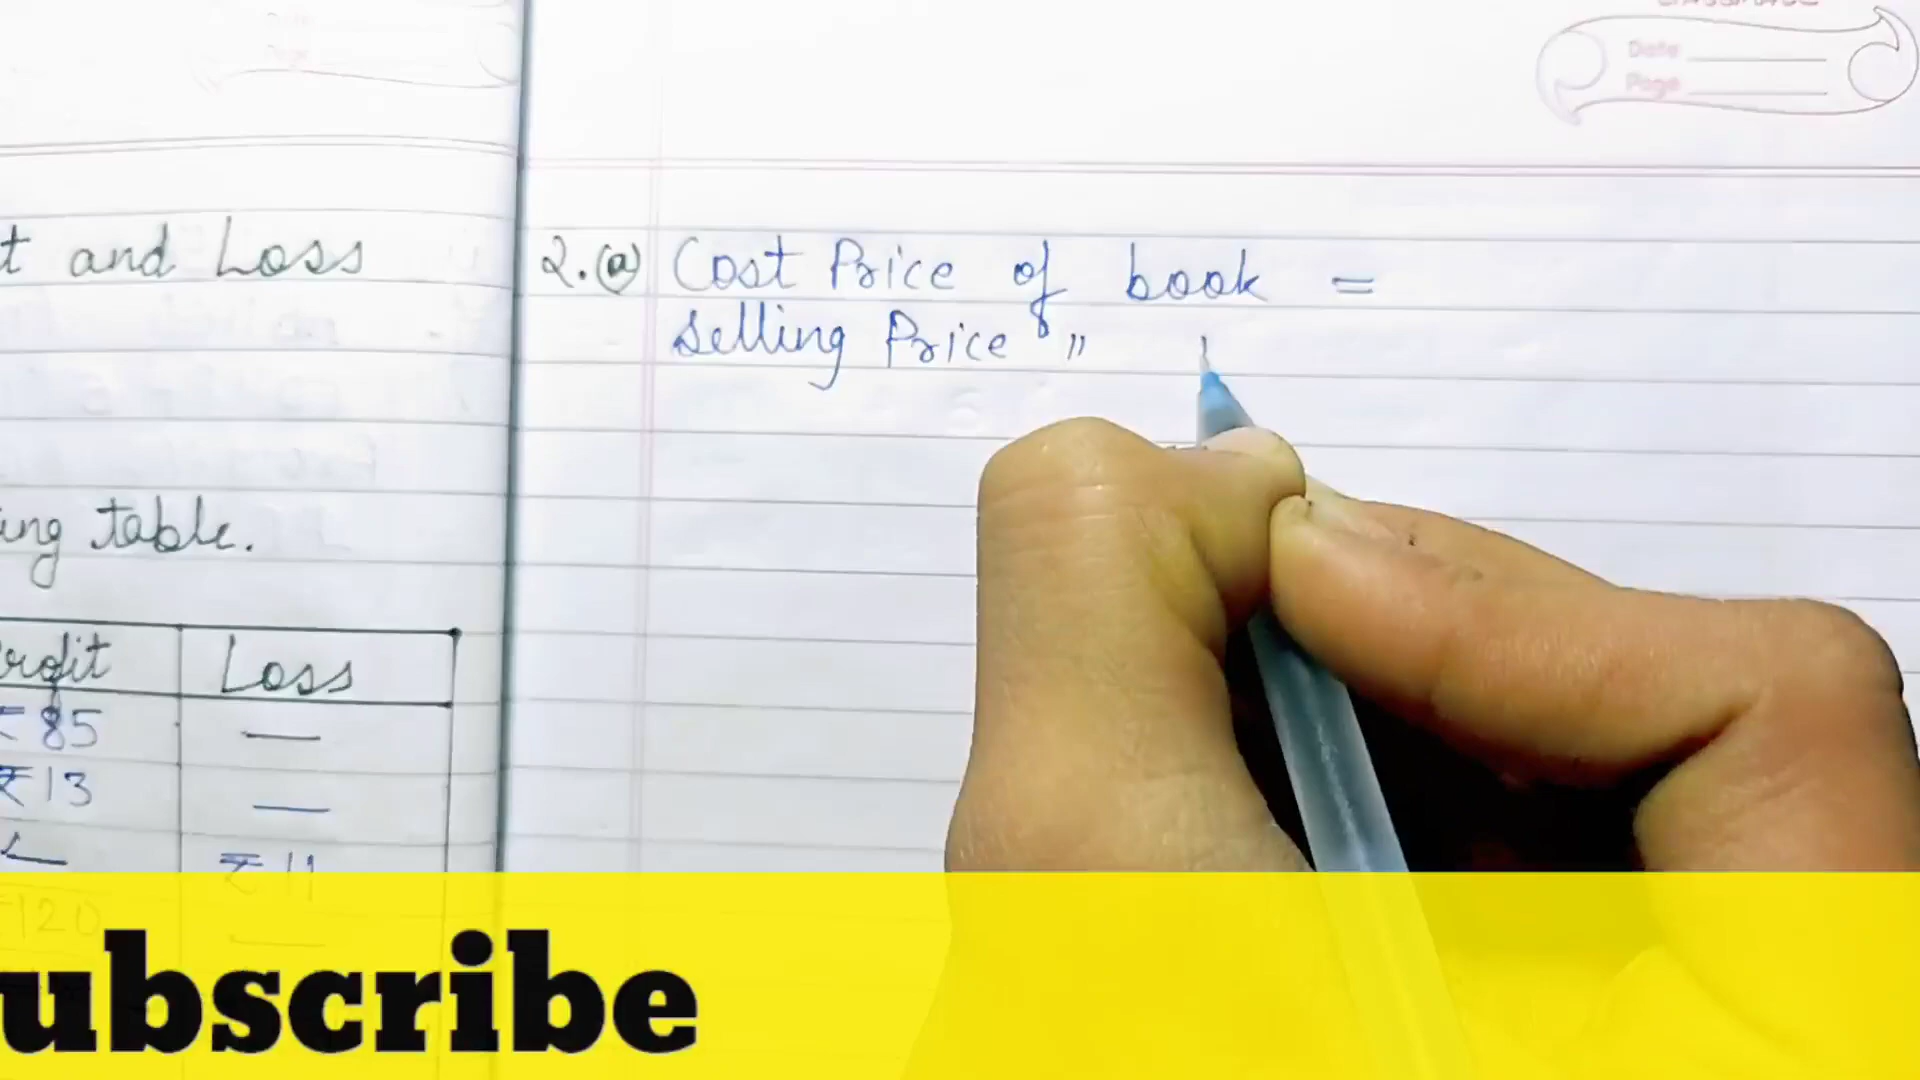 t and Loss
ing table.
rofit Loss
₹85 —
₹13 —
— ₹11
₹120 —
Date
Page
2.(a) Cost Price of book =
Selling Price " "
ubscribe